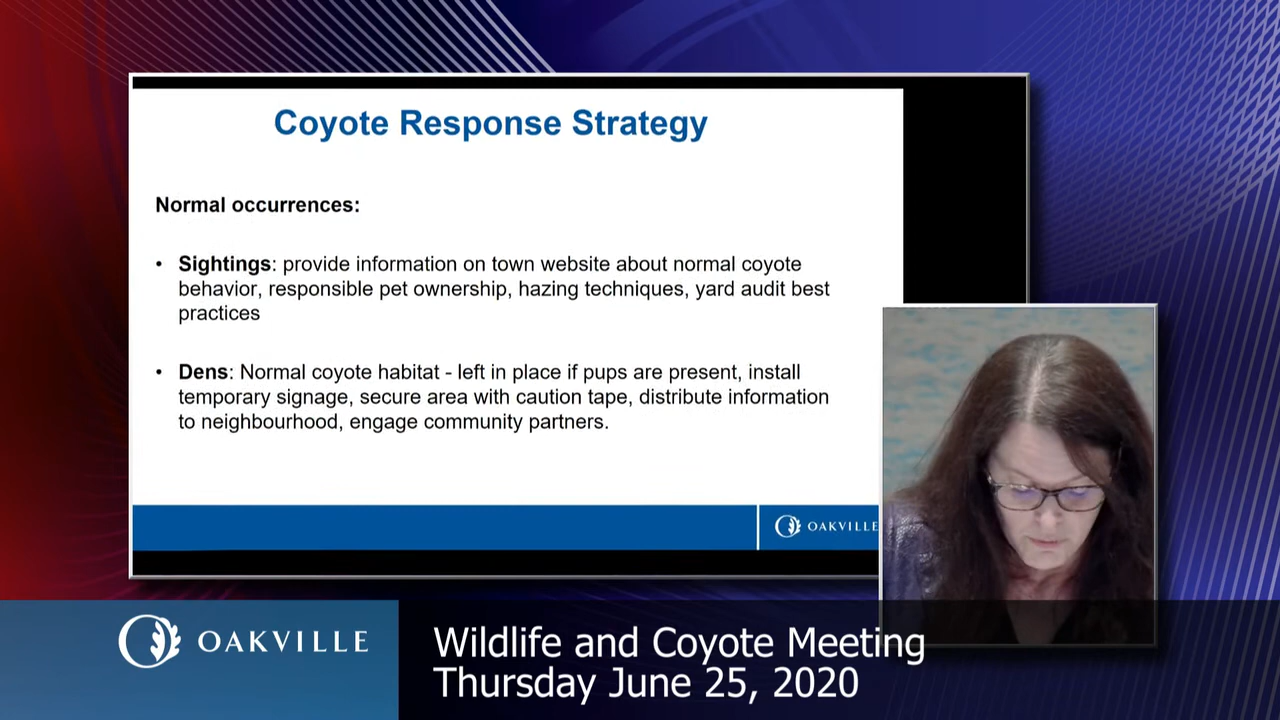 Coyote Response Strategy
Normal occurrences:
• Sightings: provide information on town website about normal coyote
behavior, responsible pet ownership, hazing techniques, yard audit best
practices
• Dens: Normal coyote habitat - left in place if pups are present, install
temporary signage, secure area with caution tape, distribute information
to neighbourhood, engage community partners.
OAKVILLE
OAKVILLE
Wildlife and Coyote Meeting
Thursday June 25, 2020